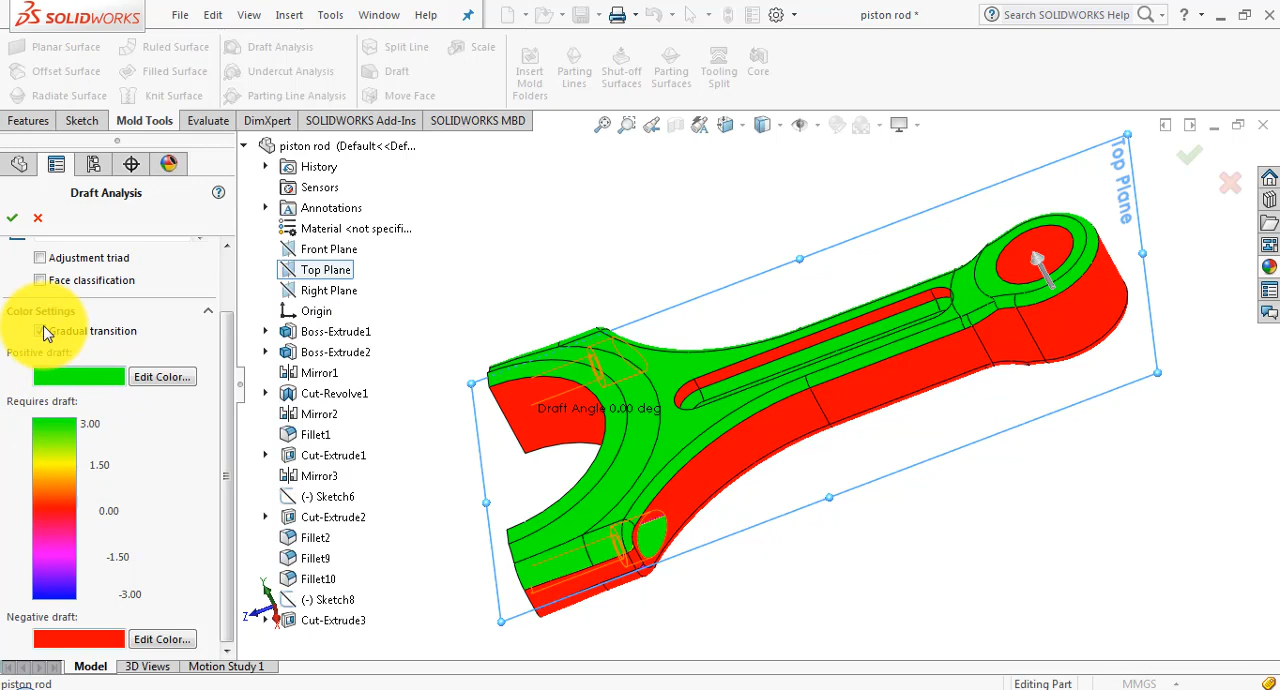 SOLIDWORKS
File Edit View Insert Tools Window Help
piston rod *
Search SOLIDWORKS Help
?
Planar Surface Ruled Surface Draft Analysis Split Line Scale
Offset Surface Filled Surface Undercut Analysis Draft
Radiate Surface Knit Surface Parting Line Analysis Move Face
Insert Mold Folders
Parting Lines
Shut-off Surfaces
Parting Surfaces
Tooling Split
Core
Features Sketch Mold Tools Evaluate DimXpert SOLIDWORKS Add-Ins SOLIDWORKS MBD
Draft Analysis
?
Adjustment triad
Face classification
Color Settings
Gradual transition
Positive draft:
Edit Color...
Requires draft:
3.00
1.50
0.00
-1.50
-3.00
Negative draft:
Edit Color...
piston rod (Default<<Def...
History
Sensors
Annotations
Material <not specifi...
Front Plane
Top Plane
Right Plane
Origin
Boss-Extrude1
Boss-Extrude2
Mirror1
Cut-Revolve1
Mirror2
Fillet1
Cut-Extrude1
Mirror3
(-) Sketch6
Cut-Extrude2
Fillet2
Fillet9
Fillet10
(-) Sketch8
Cut-Extrude3
Top Plane
Draft Angle 0.00 deg
Y
Z
X
Model 3D Views Motion Study 1
piston rod
Editing Part
MMGS